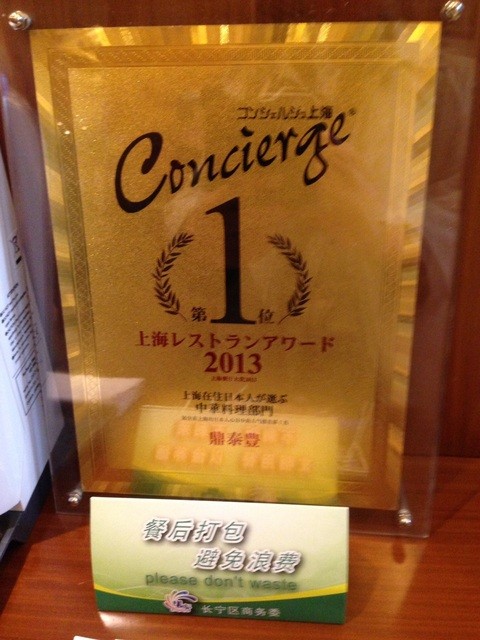 コンシェルジュ上海
Concierge
第1位
上海レストランアワード
2013
上海在住日本人が選ぶ
中華料理部門
鼎泰豐
餐后打包
避免浪费
please don't waste
长宁区商务委